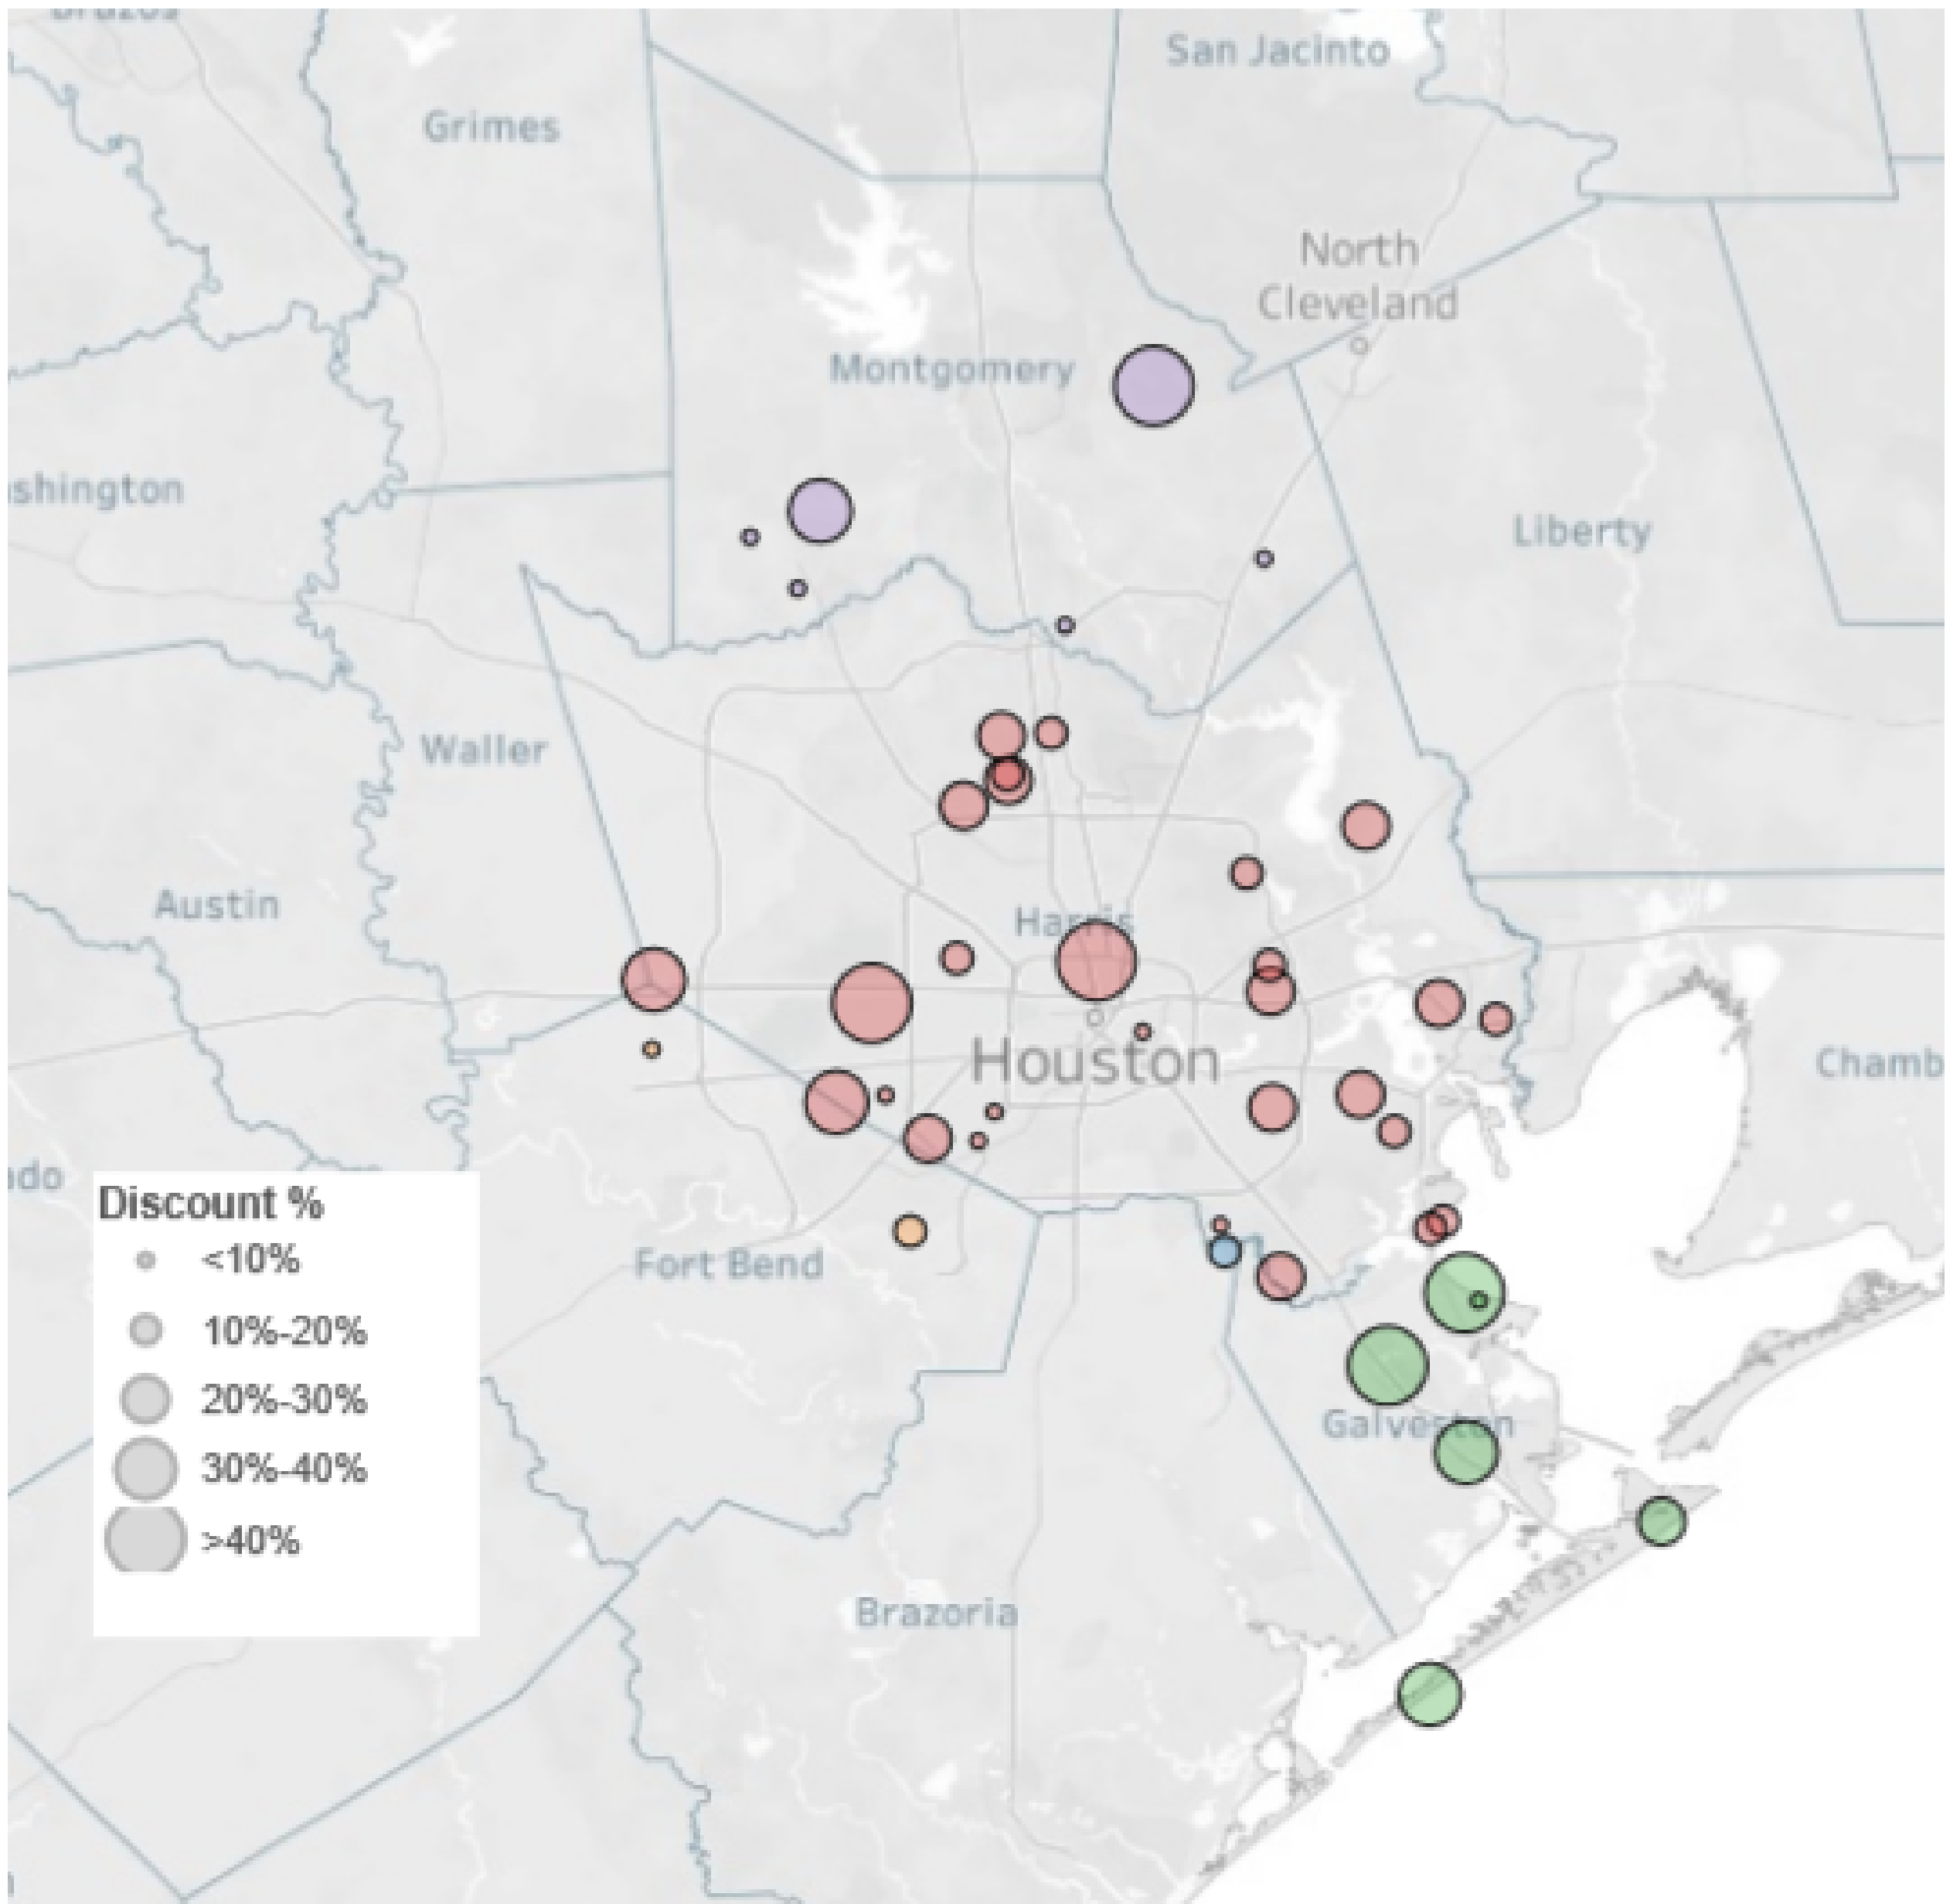 San Jacinto
Grimes
North
Cleveland
Montgomery
shington
Liberty
Waller
Austin
Harris
Houston
Chamb
ado
Discount %
<10%
10%-20%
20%-30%
30%-40%
>40%
Fort Bend
Galveston
Brazoria